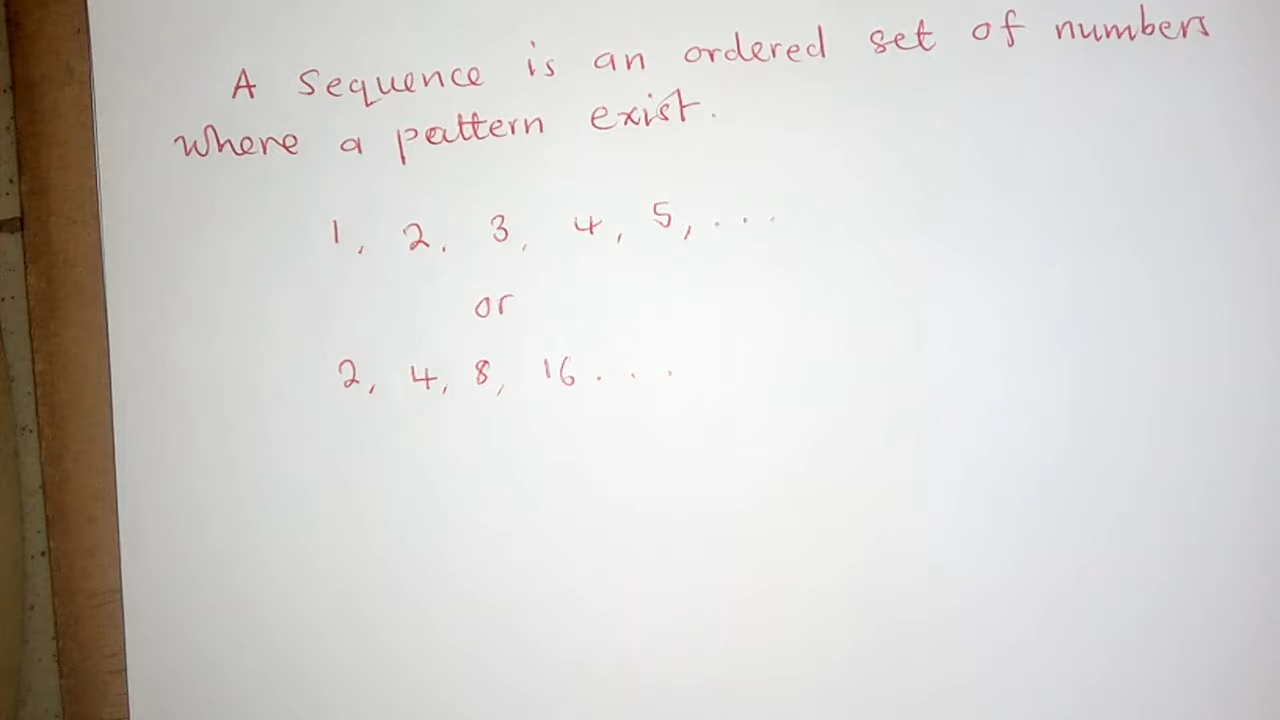 A sequence is an ordered set of numbers
where a pattern exist.
1, 2, 3, 4, 5, ...
or
2, 4, 8, 16 ...